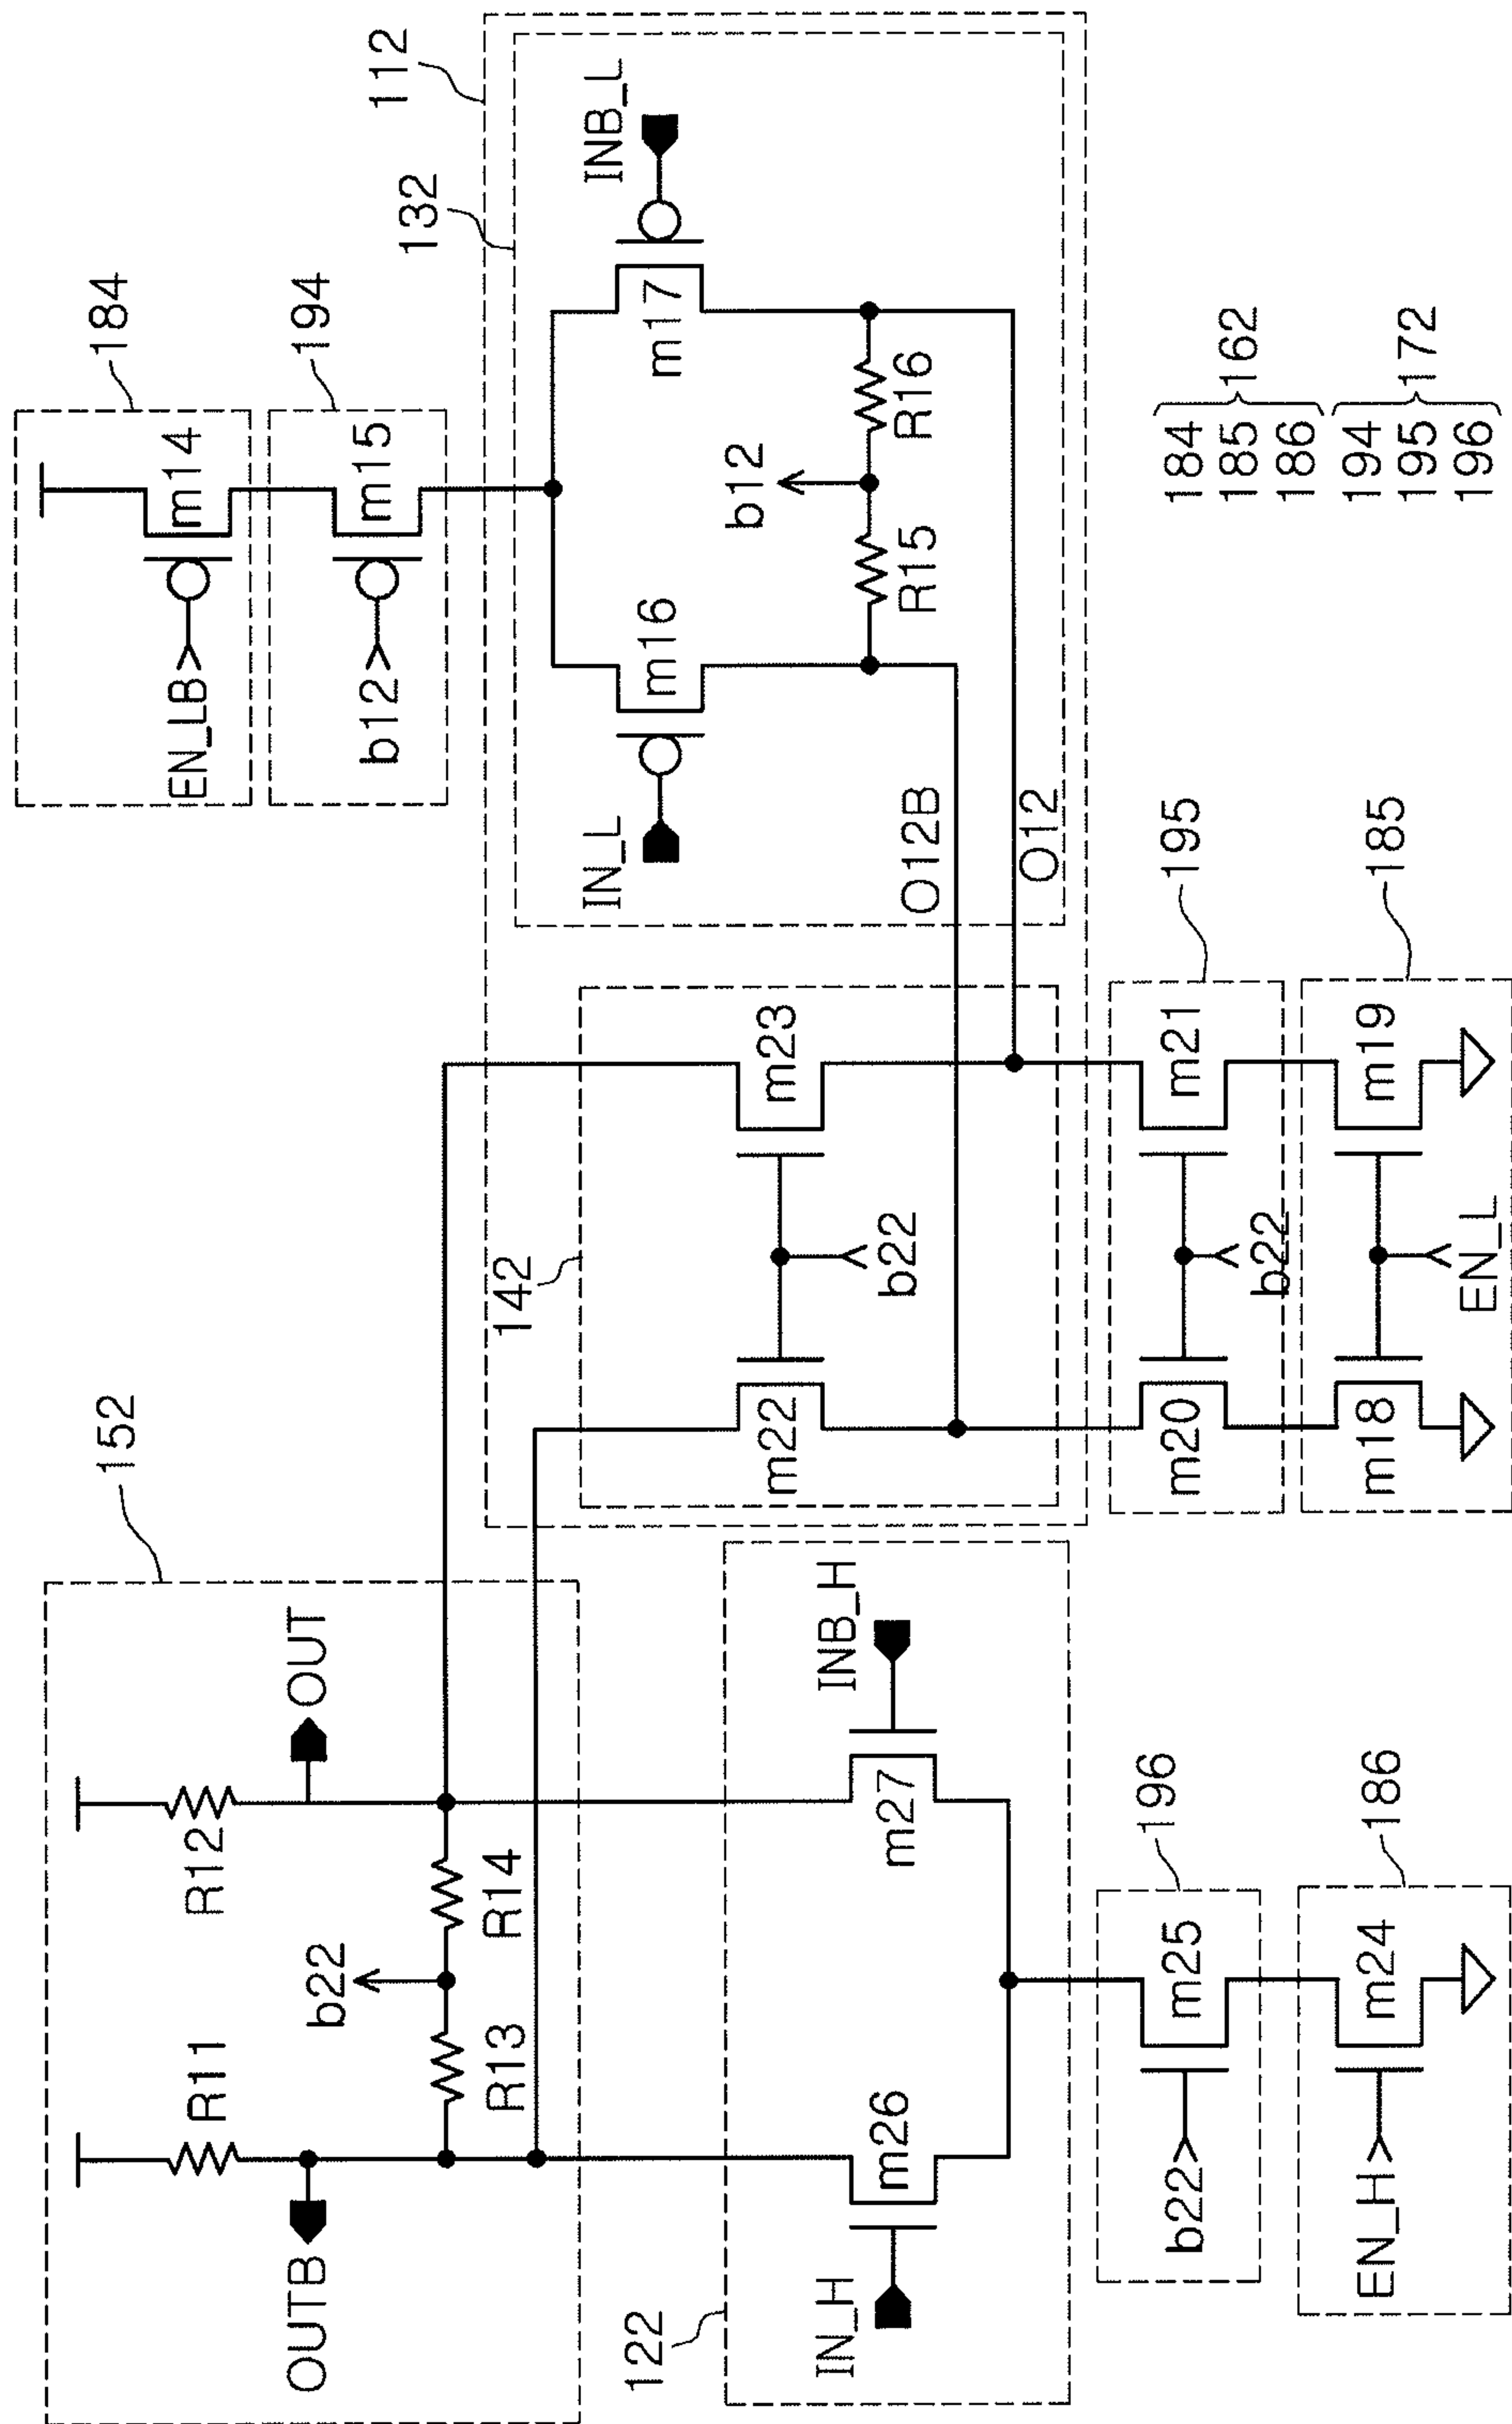 152
R11
R12
OUTB
OUT
b22
R13
R14
122
IN_H
m26
m27
INB_H
b22
m25
196
EN_H
m24
186
142
m22
m23
b22
m20
m21
b22
195
m18
m19
EN_L
185
184
EN_LB
m14
194
b12
m15
112
132
IN_L
m16
m17
INB_L
b12
R15
R16
O12B
O12
184
185
186
162
194
195
196
172